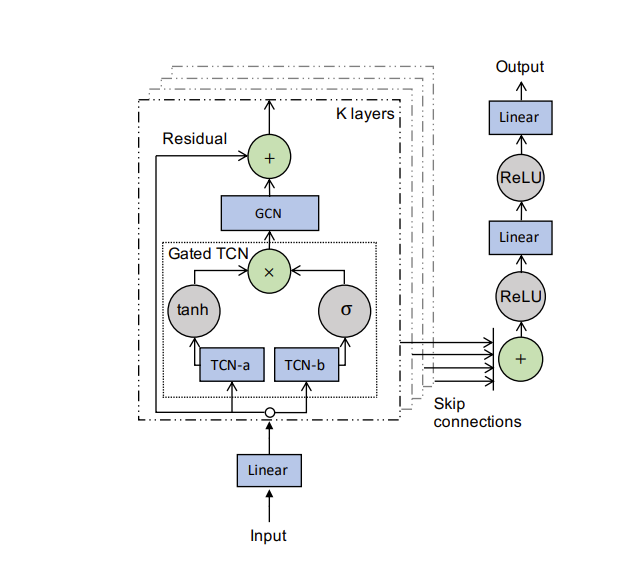 Output
Linear
ReLU
Linear
ReLU
+
Skip
connections
K layers
Residual
+
GCN
Gated TCN
×
tanh
σ
TCN-a
TCN-b
Linear
Input